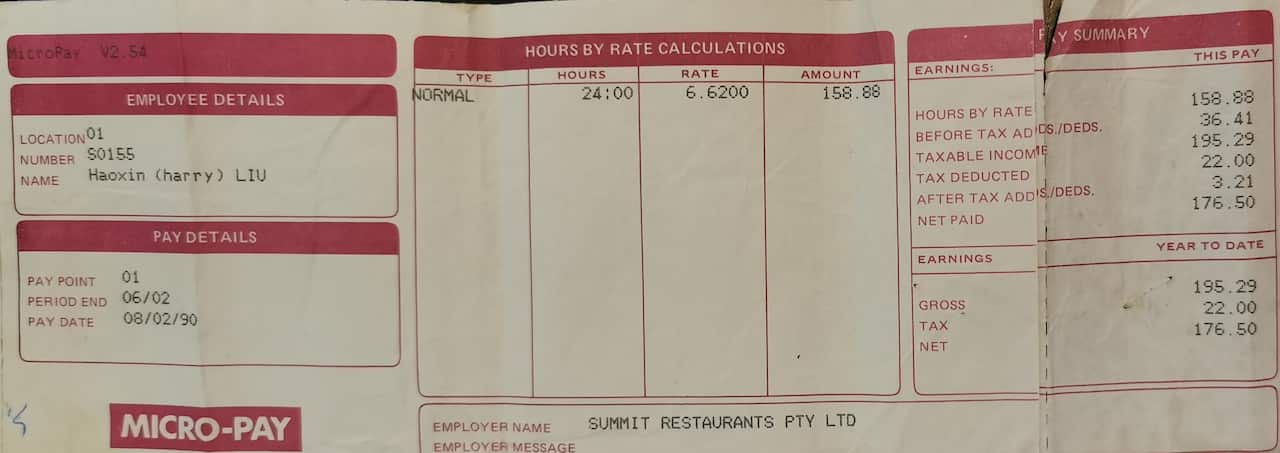 MicroPay V2.54
EMPLOYEE DETAILS
LOCATION 01
NUMBER S0155
NAME Haoxin (harry) LIU
PAY DETAILS
PAY POINT 01
PERIOD END 06/02
PAY DATE 08/02/90
MICRO-PAY
HOURS BY RATE CALCULATIONS
TYPE HOURS RATE AMOUNT
NORMAL 24:00 6.6200 158.88
PAY SUMMARY
EARNINGS: THIS PAY
HOURS BY RATE 158.88
BEFORE TAX ADDS./DEDS. 36.41
TAXABLE INCOME 195.29
TAX DEDUCTED 22.00
AFTER TAX ADDS./DEDS. 3.21
NET PAID 176.50
EARNINGS YEAR TO DATE
GROSS 195.29
TAX 22.00
NET 176.50
EMPLOYER NAME SUMMIT RESTAURANTS PTY LTD
EMPLOYER MESSAGE